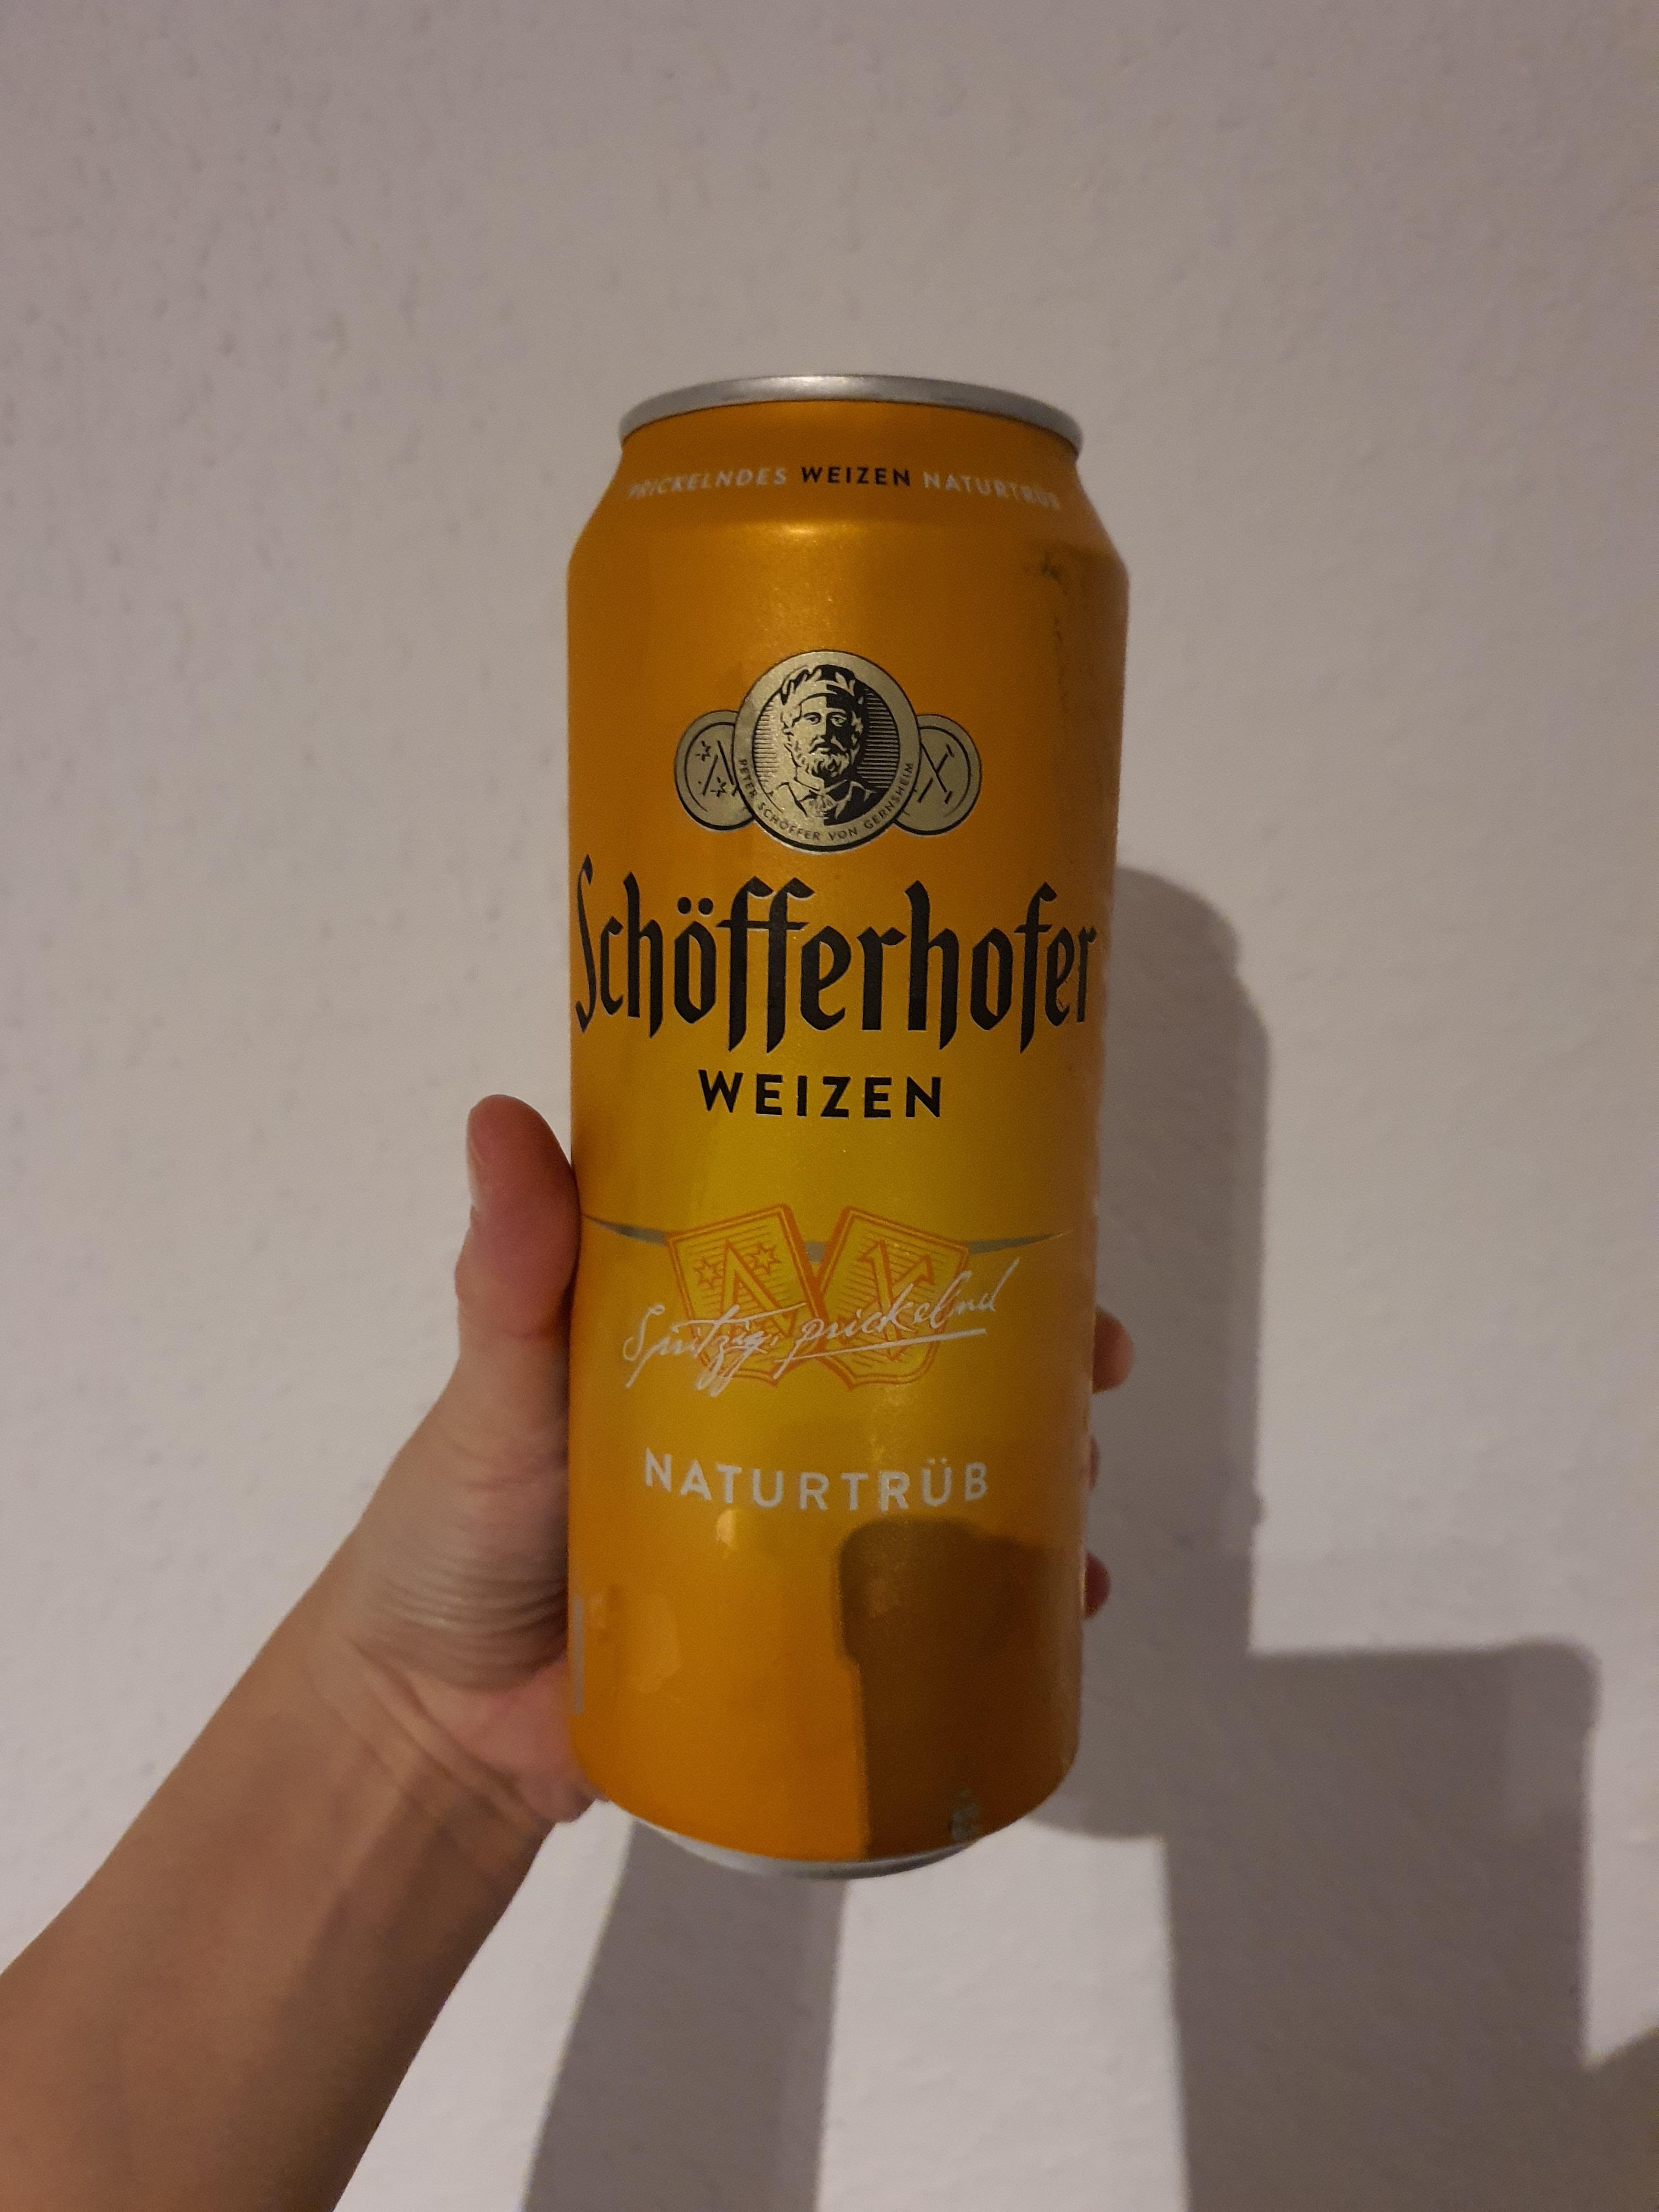 PRICKELNDES WEIZEN NATURTRÜB
PETER SCHÖFFER VON GERNSHEIM
Schöfferhofer
WEIZEN
Spritzig, prickelnd
NATURTRÜB